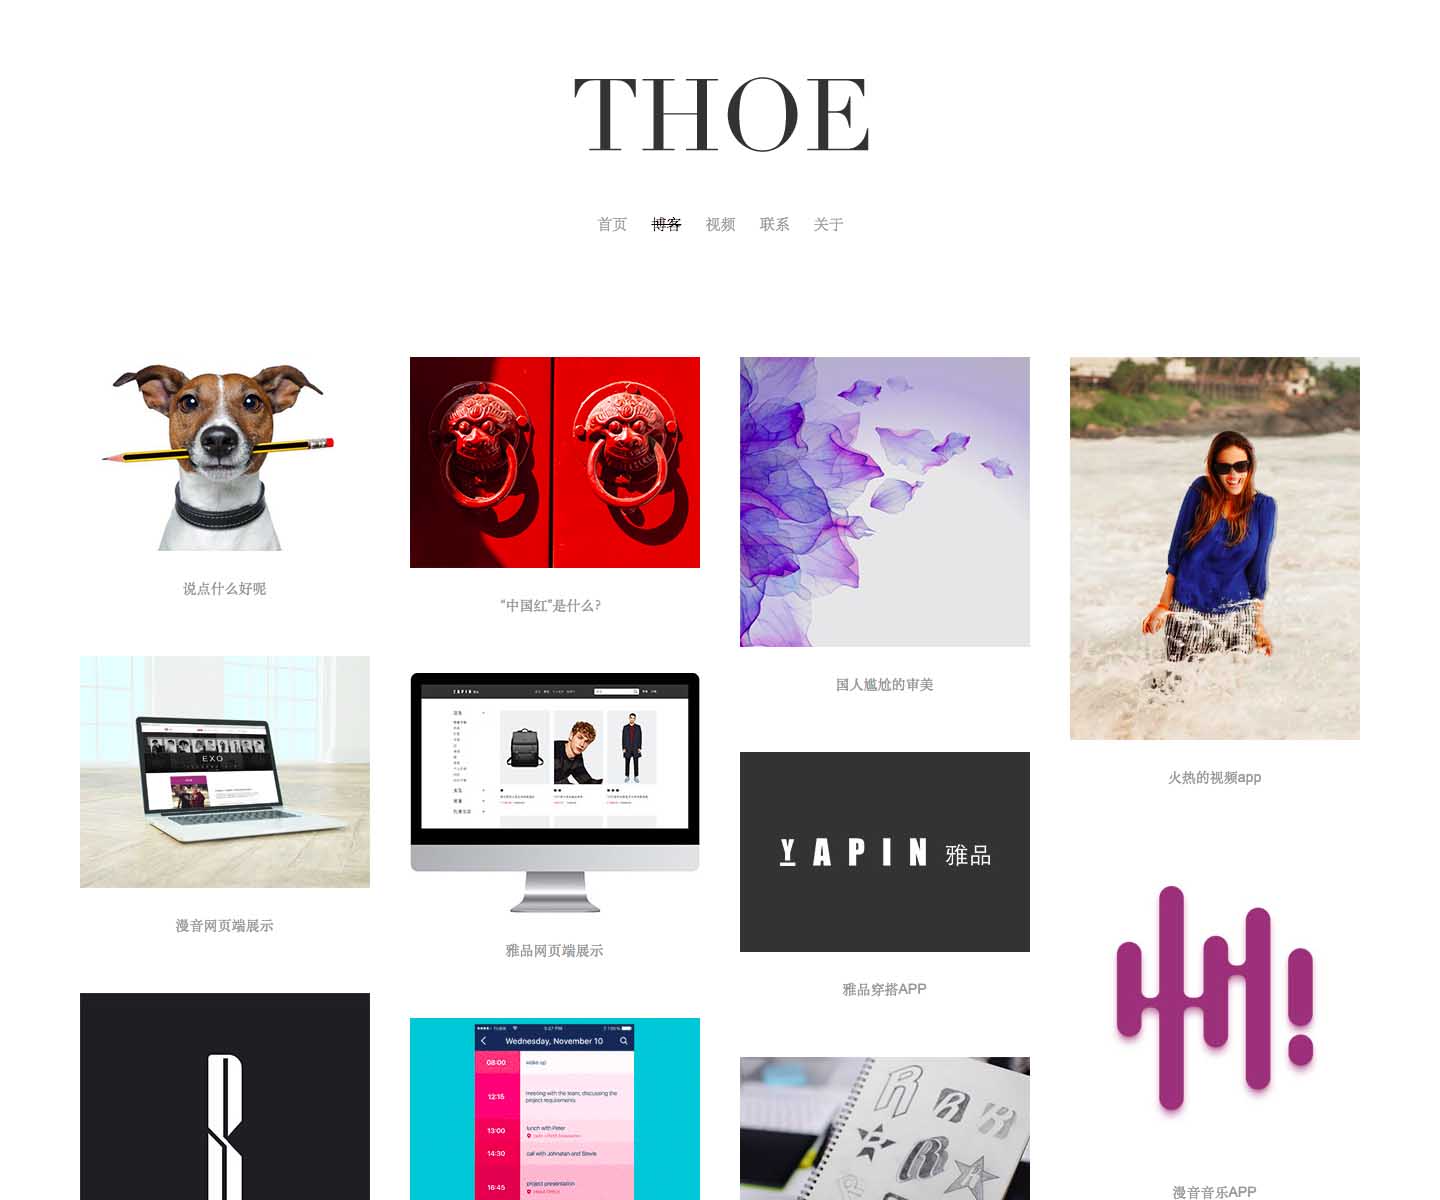 THOE
首页 博客 视频 联系 关于
说点什么好呢
“中国红”是什么?
国人尴尬的审美
火热的视频app
EXO
漫音网页端展示
YAPIN
雅品网页端展示
YAPIN 雅品
雅品穿搭APP
漫音音乐APP
5:27 PM
Wednesday, November 10
08:00 wake up
12:15 meeting with the team, discussing the
project requirements
13:00 lunch with Peter
14:30 call with Johnatan and Stevie
16:45 project presentation